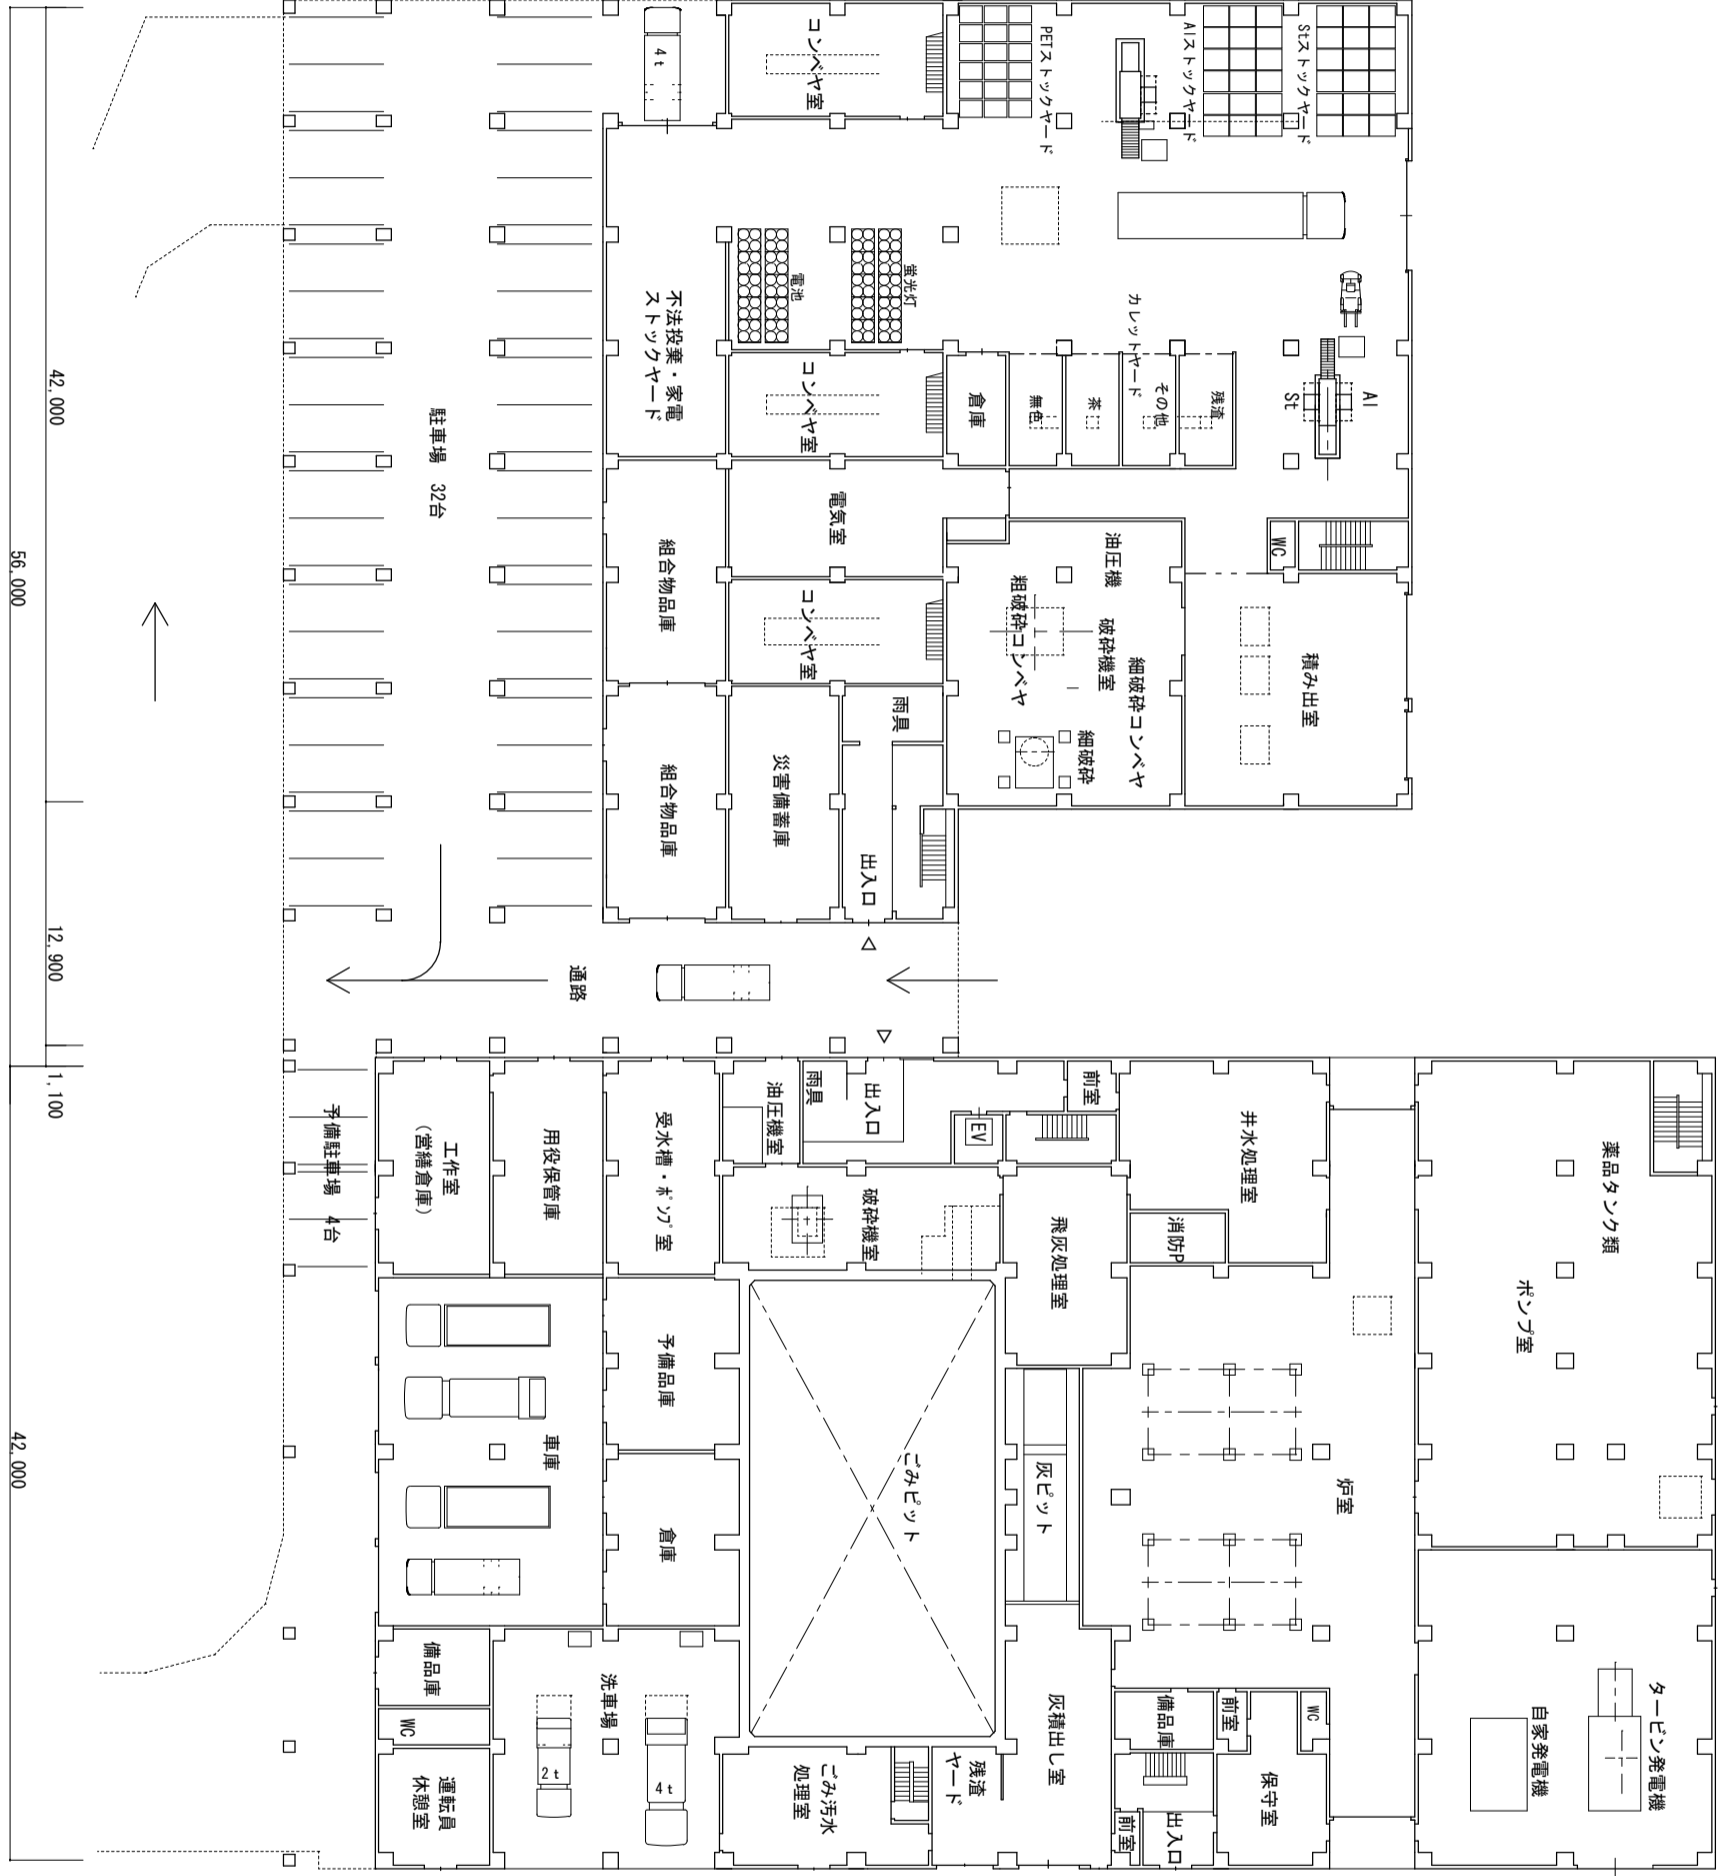 4t
コンベヤ室
PETストックヤード
Alストックヤード
Stストックヤード
電池
蛍光灯
不法投棄・家電
ストックヤード
カレットヤード
コンベヤ室
倉庫
無色
茶
その他
残渣
St
Al
42,000
56,000
駐車場 32台
電気室
組合物品庫
油圧機
WC
粗破砕コンベヤ
破砕機室
細破砕コンベヤ
コンベヤ室
積み出室
雨具
細破砕
組合物品庫
災害備蓄庫
出入口
12,900
通路
1,100
予備駐車場 4台
工作室
(営繕倉庫)
用役保管庫
受水槽・ポンプ室
油圧機室
雨具
出入口
EV
前室
井水処理室
薬品タンク類
破砕機室
飛灰処理室
消防P
ポンプ室
予備品庫
車庫
ごみピット
灰ピット
炉室
42,000
倉庫
備品庫
WC
洗車場
灰積出し室
備品庫
前室
WC
タービン発電機
自家発電機
運転員
休憩室
2t
4t
ごみ汚水
処理室
残渣
ヤード
保守室
前室
出入口